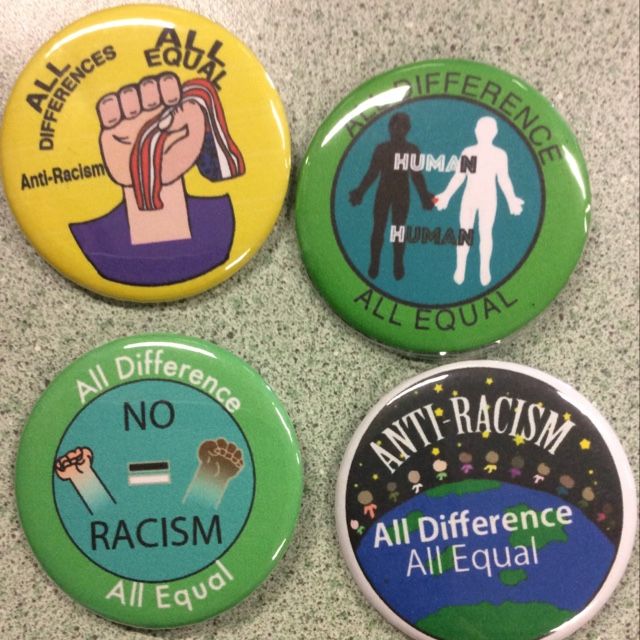 ALL
DIFFERENCES
ALL
EQUAL
Anti-Racism
ALL DIFFERENCE
HUMAN
HUMAN
ALL EQUAL
All Difference
NO
RACISM
All Equal
ANTI-RACISM
All Difference
All Equal